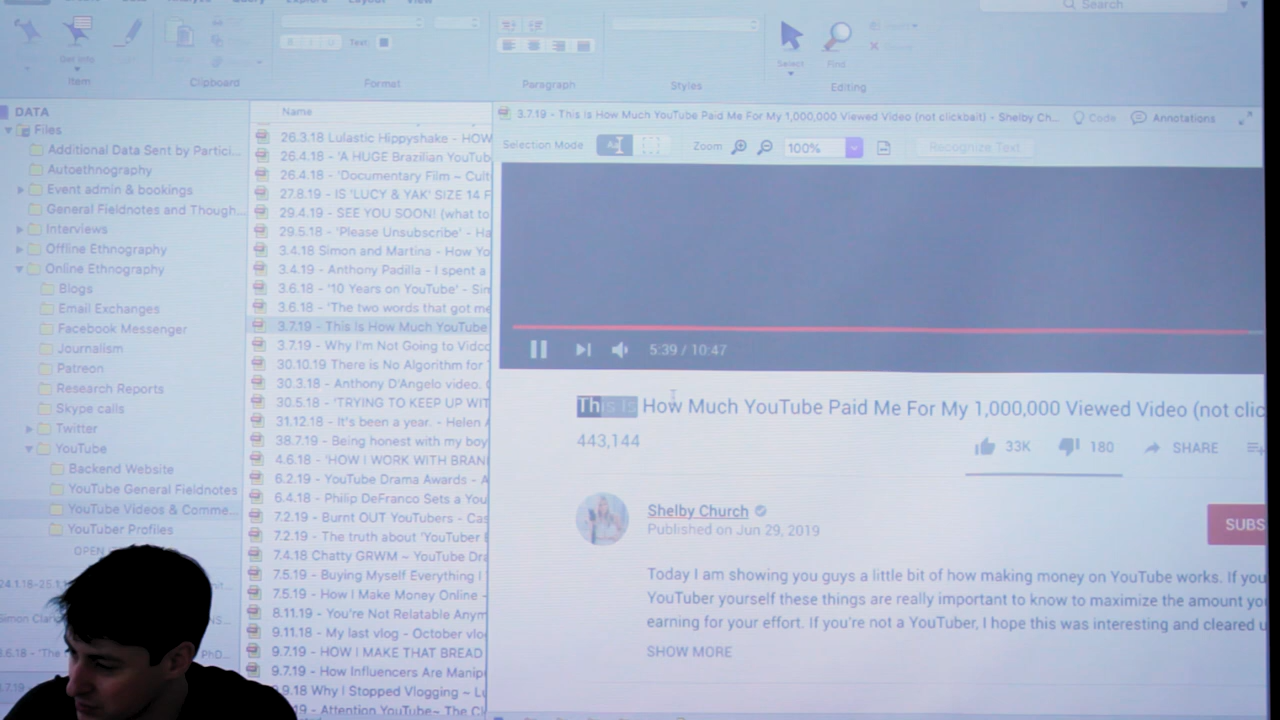 Search
Get Info
Item
Clipboard
Text:
Format
Paragraph
Styles
Select
Find
Editing
DATA
Files
Additional Data Sent by Partici...
Autoethnography
Event admin & bookings
General Fieldnotes and Though...
Interviews
Offline Ethnography
Online Ethnography
Blogs
Email Exchanges
Facebook Messenger
Journalism
Patreon
Research Reports
Skype calls
Twitter
YouTube
Backend Website
YouTube General Fieldnotes
YouTube Videos & Comme...
YouTuber Profiles
OPEN
Name
26.3.18 Lulastic Hippyshake - HOW
26.4.18 - 'A HUGE Brazilian YouTub
26.4.18 - 'Documentary Film ~ Cult
27.8.19 - IS 'LUCY & YAK' SIZE 14 F
29.4.19 - SEE YOU SOON! (what to
29.5.18 - 'Please Unsubscribe' - Ha
3.4.18 Simon and Martina - How Yo
3.4.19 - Anthony Padilla - I spent a
3.6.18 - '10 Years on YouTube' - Sim
3.6.18 - 'The two words that got me
3.7.19 - This Is How Much YouTube
3.7.19 - Why I'm Not Going to Vidco
30.10.19 There is No Algorithm for
30.3.18 - Anthony D'Angelo video.
30.5.18 - 'TRYING TO KEEP UP WIT
31.12.18 - It's been a year. - Helen
38.7.19 - Being honest with my boy
4.6.18 - 'HOW I WORK WITH BRAN
6.2.19 - YouTube Drama Awards - A
6.4.18 - Philip DeFranco Sets a You
7.2.19 - Burnt OUT YouTubers - Cas
7.2.19 - The truth about 'YouTuber
7.4.18 Chatty GRWM ~ YouTube Dra
7.5.19 - Buying Myself Everything I
7.5.19 - How I Make Money Online -
8.11.19 - You're Not Relatable Anym
9.11.18 - My last vlog - October vlo
9.7.19 - HOW I MAKE THAT BREAD
9.7.19 - How Influencers Are Manip
9.18 Why I Stopped Vlogging ~
19 - Attention YouTube~ The
3.7.19 - This Is How Much YouTube Paid Me For My 1,000,000 Viewed Video (not clickbait) - Shelby Ch...
Code
Annotations
Selection Mode
Zoom
100%
Recognize Text
5:39 / 10:47
This Is How Much YouTube Paid Me For My 1,000,000 Viewed Video (not clic
443,144
33K
180
SHARE
Shelby Church
Published on Jun 29, 2019
SUBS
Today I am showing you guys a little bit of how making money on YouTube works. If you
YouTuber yourself these things are really important to know to maximize the amount you
earning for your effort. If you're not a YouTuber, I hope this was interesting and cleared u
SHOW MORE